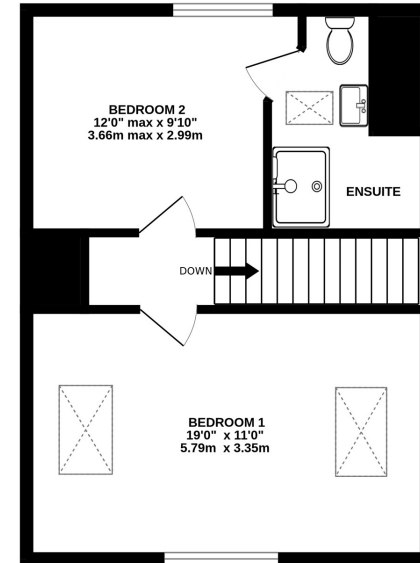 BEDROOM 2
12'0" max x 9'10"
3.66m max x 2.99m
ENSUITE
DOWN
BEDROOM 1
19'0" x 11'0"
5.79m x 3.35m